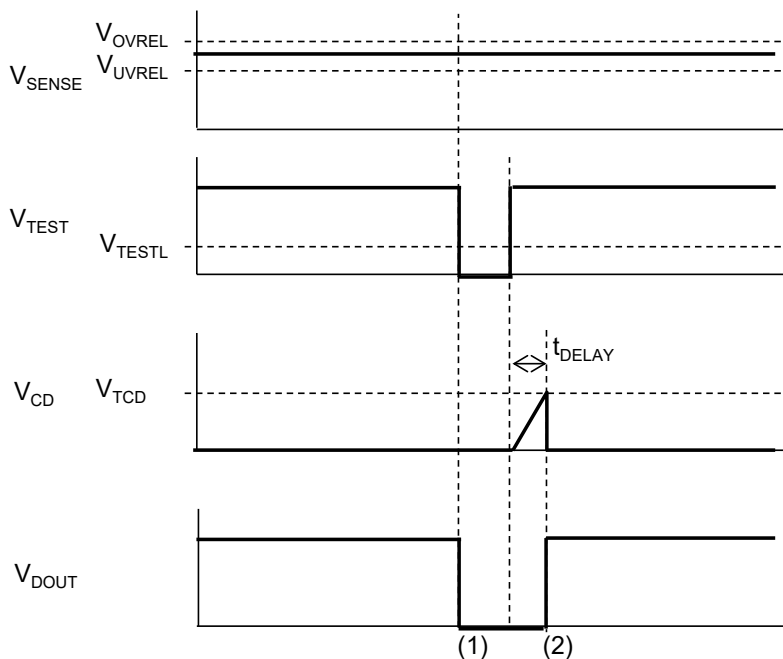 V_OVREL
V_SENSE
V_UVREL
V_TEST
V_TESTL
t_DELAY
V_CD
V_TCD
V_DOUT
(1)
(2)